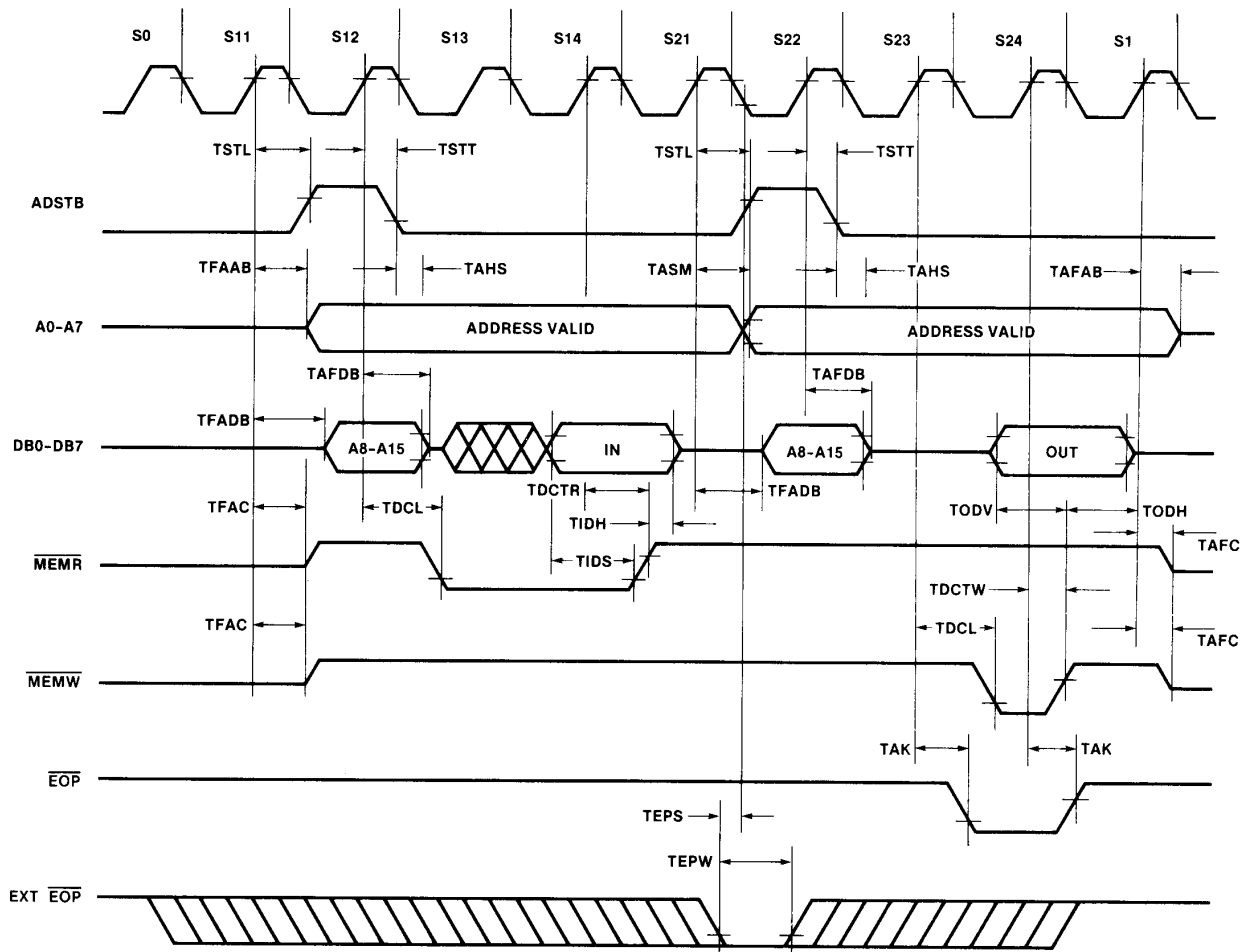 S0 S11 S12 S13 S14 S21 S22 S23 S24 S1
TSTL TSTT TSTL TSTT
ADSTB
TFAAB TAHS TASM TAHS TAFAB
A0-A7 ADDRESS VALID ADDRESS VALID
TAFDB TAFDB
TFADB
DB0-DB7 A8-A15 IN A8-A15 OUT
TDCTR TFADB
TFAC TDCL TIDH TODV TODH
MEMR TIDS TAFC
TDCTW
TFAC TDCL TAFC
MEMW
TAK TAK
EOP
TEPS
TEPW
EXT EOP